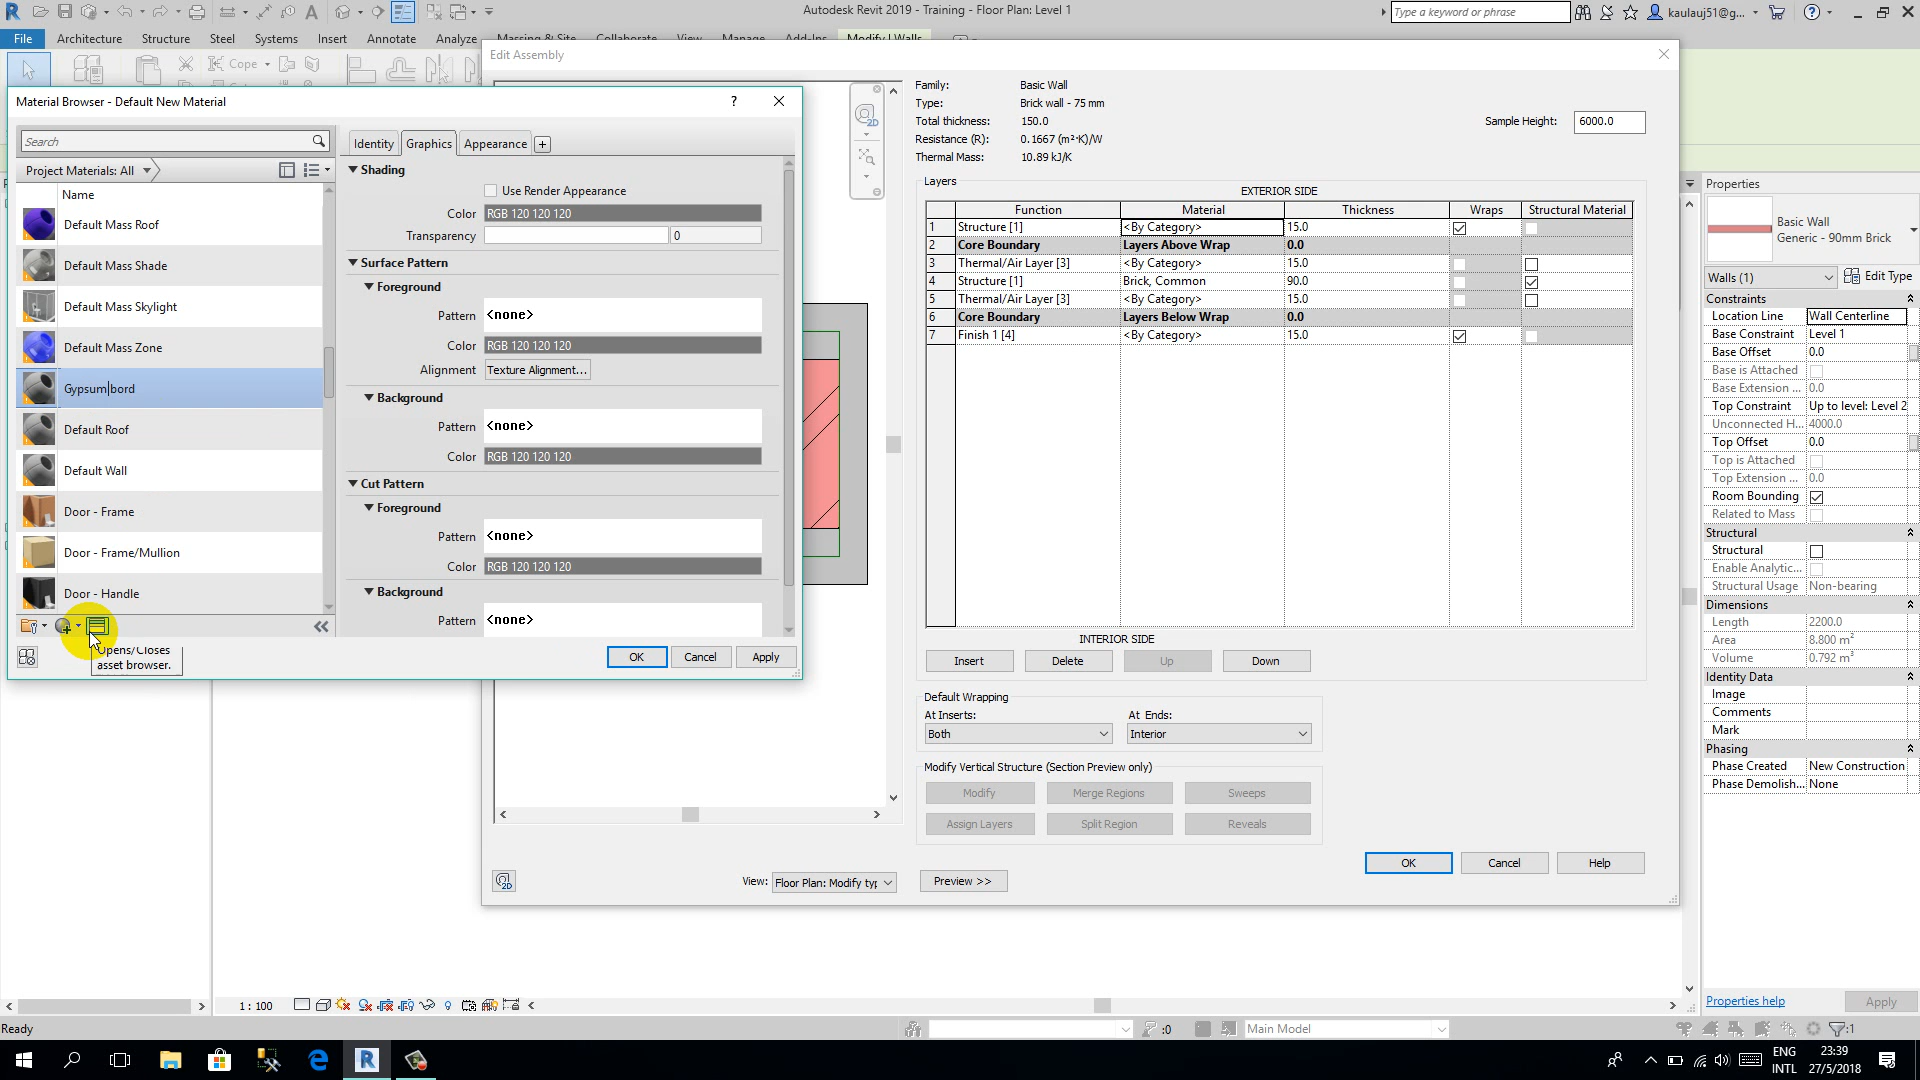 Autodesk Revit 2019 - Training - Floor Plan: Level 1
Type a keyword or phrase
kaulauj51@g...
File
Architecture
Structure
Steel
Systems
Insert
Annotate
Analyze
Massing & Site
Collaborate
View
Manage
Add-Ins
Modify | Walls
Cope
Edit Assembly
Material Browser - Default New Material
?
Search
Project Materials: All
Name
Default Mass Roof
Default Mass Shade
Default Mass Skylight
Default Mass Zone
Gypsumbord
Default Roof
Default Wall
Door - Frame
Door - Frame/Mullion
Door - Handle
Opens/Closes
asset browser.
Identity
Graphics
Appearance
Shading
Use Render Appearance
Color
RGB 120 120 120
Transparency
0
Surface Pattern
Foreground
Pattern
<none>
Color
RGB 120 120 120
Alignment
Texture Alignment...
Background
Pattern
<none>
Color
RGB 120 120 120
Cut Pattern
Foreground
Pattern
<none>
Color
RGB 120 120 120
Background
Pattern
<none>
OK
Cancel
Apply
Family:
Basic Wall
Type:
Brick wall - 75 mm
Total thickness:
150.0
Resistance (R):
0.1667 (m²·K)/W
Thermal Mass:
10.89 kJ/K
Sample Height:
6000.0
Layers
EXTERIOR SIDE
Function
Material
Thickness
Wraps
Structural Material
1
Structure [1]
<By Category>
15.0
2
Core Boundary
Layers Above Wrap
0.0
3
Thermal/Air Layer [3]
<By Category>
15.0
4
Structure [1]
Brick, Common
90.0
5
Thermal/Air Layer [3]
<By Category>
15.0
6
Core Boundary
Layers Below Wrap
0.0
7
Finish 1 [4]
<By Category>
15.0
INTERIOR SIDE
Insert
Delete
Up
Down
Default Wrapping
At Inserts:
At Ends:
Both
Interior
Modify Vertical Structure (Section Preview only)
Modify
Merge Regions
Sweeps
Assign Layers
Split Region
Reveals
OK
Cancel
Help
View:
Floor Plan: Modify typ
Preview >>
Properties
Basic Wall
Generic - 90mm Brick
Walls (1)
Edit Type
Constraints
Location Line
Wall Centerline
Base Constraint
Level 1
Base Offset
0.0
Base is Attached
Base Extension ...
0.0
Top Constraint
Up to level: Level 2
Unconnected H...
4000.0
Top Offset
0.0
Top is Attached
Top Extension ...
0.0
Room Bounding
Related to Mass
Structural
Structural
Enable Analytic...
Structural Usage
Non-bearing
Dimensions
Length
2200.0
Area
8.800 m²
Volume
0.792 m³
Identity Data
Image
Comments
Mark
Phasing
Phase Created
New Construction
Phase Demolish...
None
Properties help
Apply
1 : 100
Ready
:0
Main Model
:1
ENG
INTL
23:39
27/5/2018